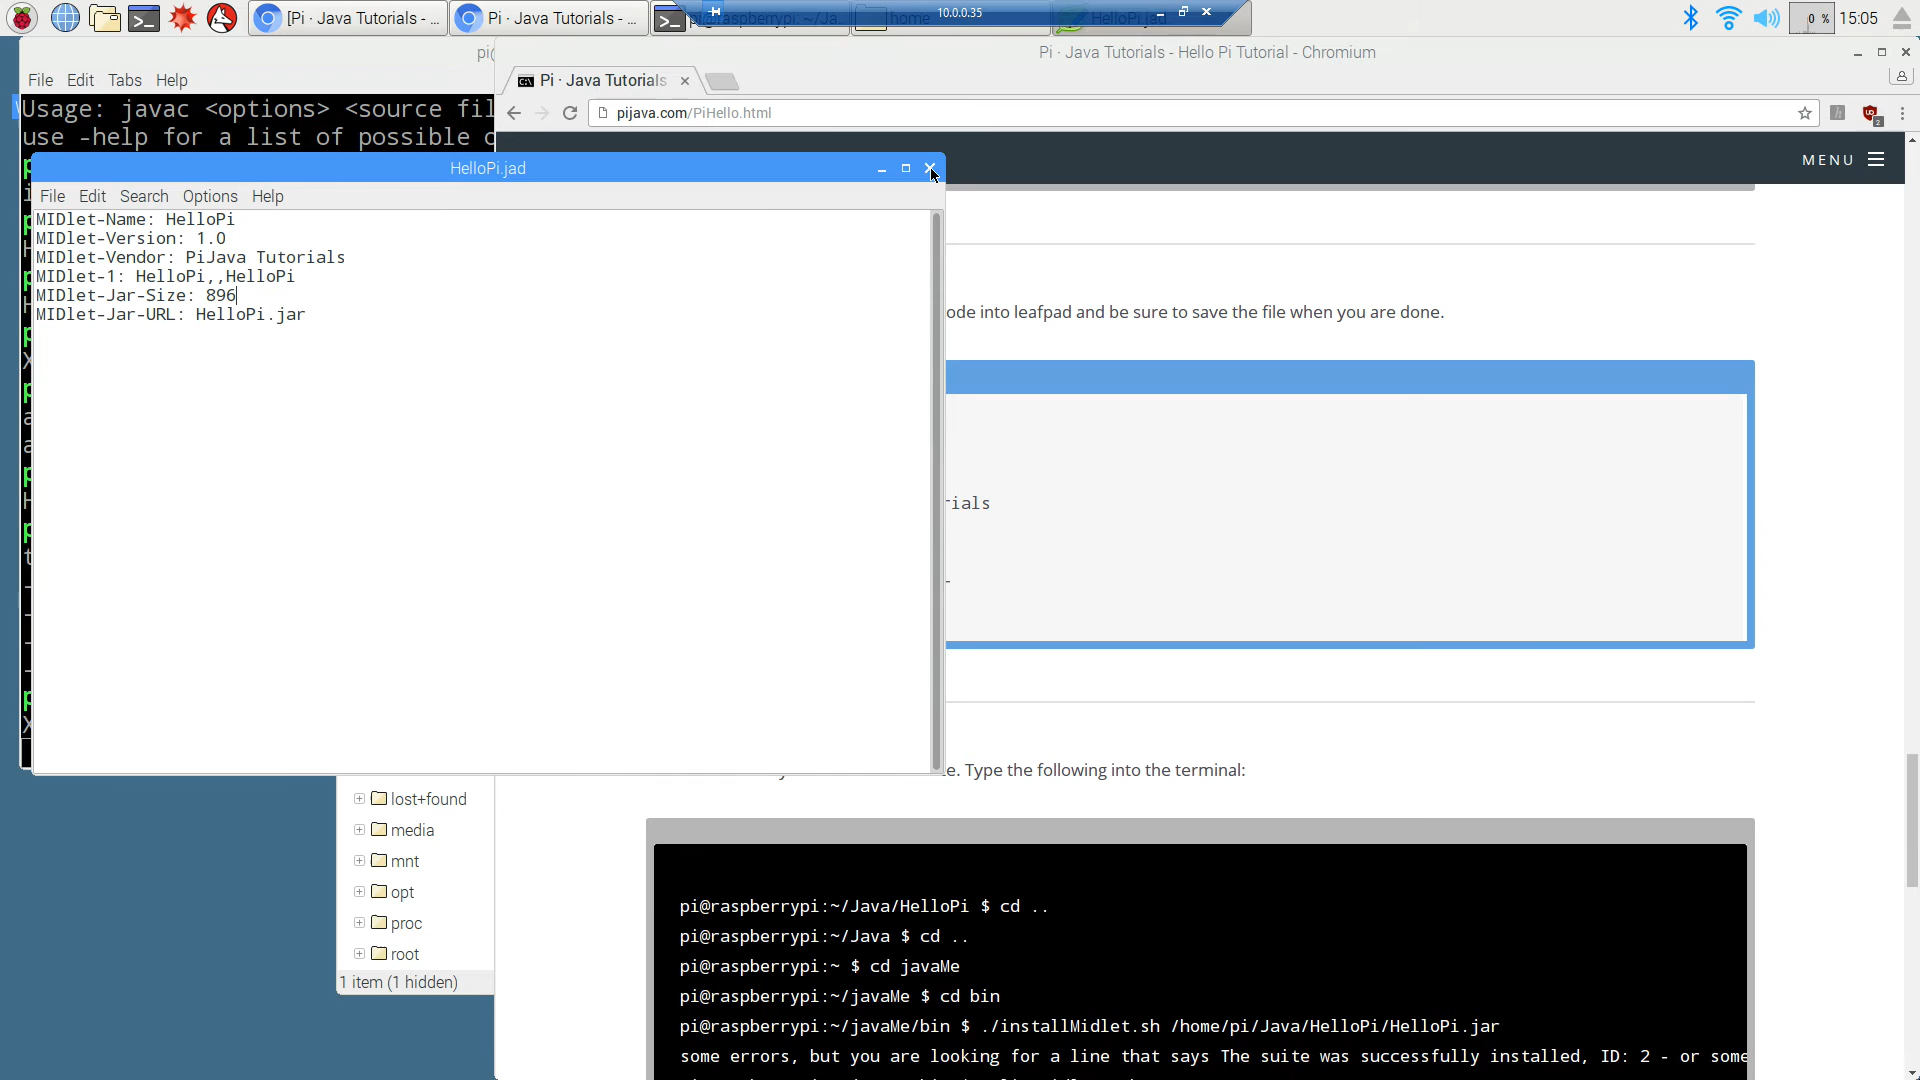 [Pi · Java Tutorials - ...
Pi · Java Tutorials - ...
pi@raspberrypi: ~/Ja...
home
10.0.0.35
HelloPi.jad
0 %
15:05
pi@
Pi · Java Tutorials - Hello Pi Tutorial - Chromium
File Edit Tabs Help
Pi · Java Tutorials
Usage: javac <options> <source fil
use -help for a list of possible
pijava.com/PiHello.html
2
MENU
HelloPi.jad
File Edit Search Options Help
MIDlet-Name: HelloPi
MIDlet-Version: 1.0
MIDlet-Vendor: PiJava Tutorials
MIDlet-1: HelloPi,,HelloPi
MIDlet-Jar-Size: 896
MIDlet-Jar-URL: HelloPi.jar
ode into leafpad and be sure to save the file when you are done.
rials
e. Type the following into the terminal:
lost+found
media
mnt
opt
proc
root
1 item (1 hidden)
pi@raspberrypi:~/Java/HelloPi $ cd ..
pi@raspberrypi:~/Java $ cd ..
pi@raspberrypi:~ $ cd javaMe
pi@raspberrypi:~/javaMe $ cd bin
pi@raspberrypi:~/javaMe/bin $ ./installMidlet.sh /home/pi/Java/HelloPi/HelloPi.jar
some errors, but you are looking for a line that says The suite was successfully installed, ID: 2 - or some